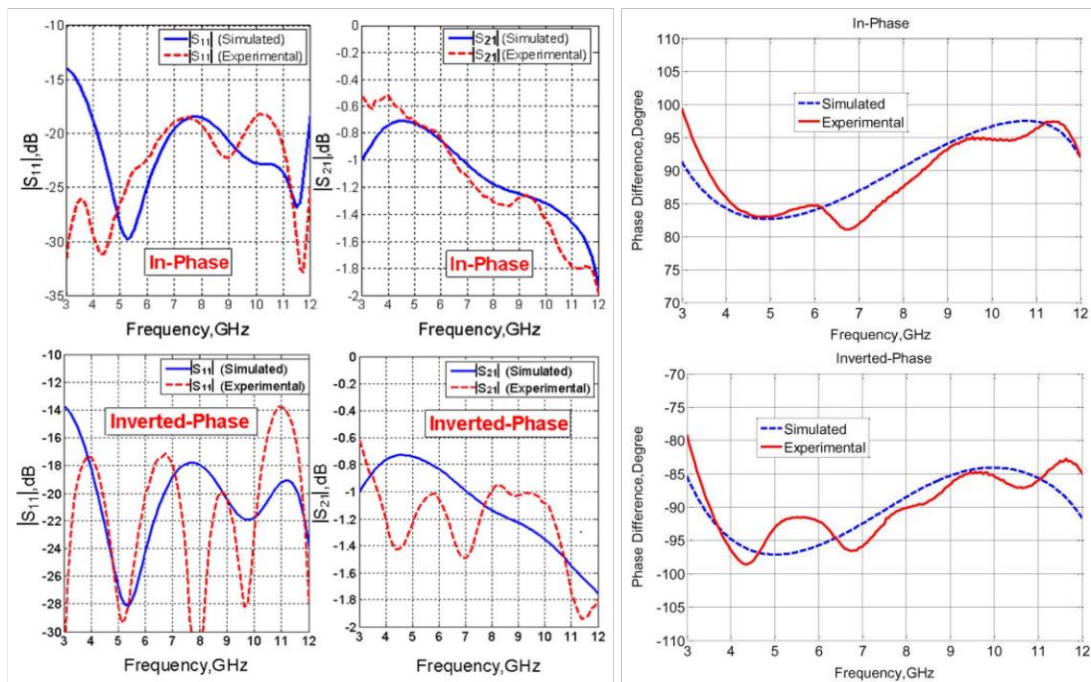 |S11| (Simulated)
|S11| (Experimental)
-10
-15
-20
-25
-30
-35
|S11|,dB
In-Phase
3 4 5 6 7 8 9 10 11 12
Frequency,GHz
|S21| (Simulated)
|S21| (Experimental)
0
-0.2
-0.4
-0.6
-0.8
-1
-1.2
-1.4
-1.6
-1.8
-2
|S21|,dB
In-Phase
3 4 5 6 7 8 9 10 11 12
Frequency,GHz
In-Phase
110
105
100
95
90
85
80
75
70
Phase Difference,Degree
Simulated
Experimental
3 4 5 6 7 8 9 10 11 12
Frequency,GHz
|S11| (Simulated)
|S11| (Experimental)
-10
-12
-14
-16
-18
-20
-22
-24
-26
-28
-30
|S11|,dB
Inverted-Phase
3 4 5 6 7 8 9 10 11 12
Frequency,GHz
|S21| (Simulated)
|S21| (Experimental)
0
-0.2
-0.4
-0.6
-0.8
-1
-1.2
-1.4
-1.6
-1.8
-2
|S21|,dB
Inverted-Phase
3 4 5 6 7 8 9 10 11 12
Frequency,GHz
Inverted-Phase
-70
-75
-80
-85
-90
-95
-100
-105
-110
Phase Difference,Degree
Simulated
Experimental
3 4 5 6 7 8 9 10 11 12
Frequency,GHz